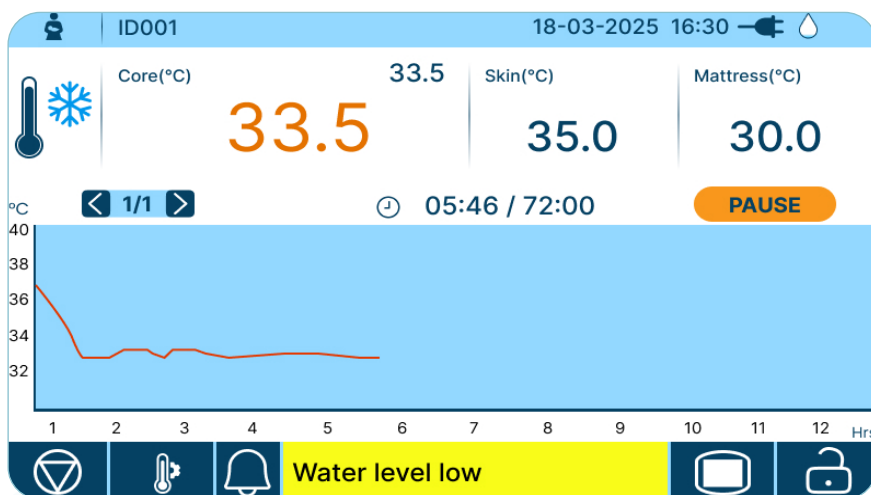 ID001 18-03-2025 16:30
Core(°C) 33.5 Skin(°C) Mattress(°C)
33.5 35.0 30.0
°C 1/1 05:46 / 72:00 PAUSE
40
38
36
34
32
1 2 3 4 5 6 7 8 9 10 11 12 Hrs
Water level low